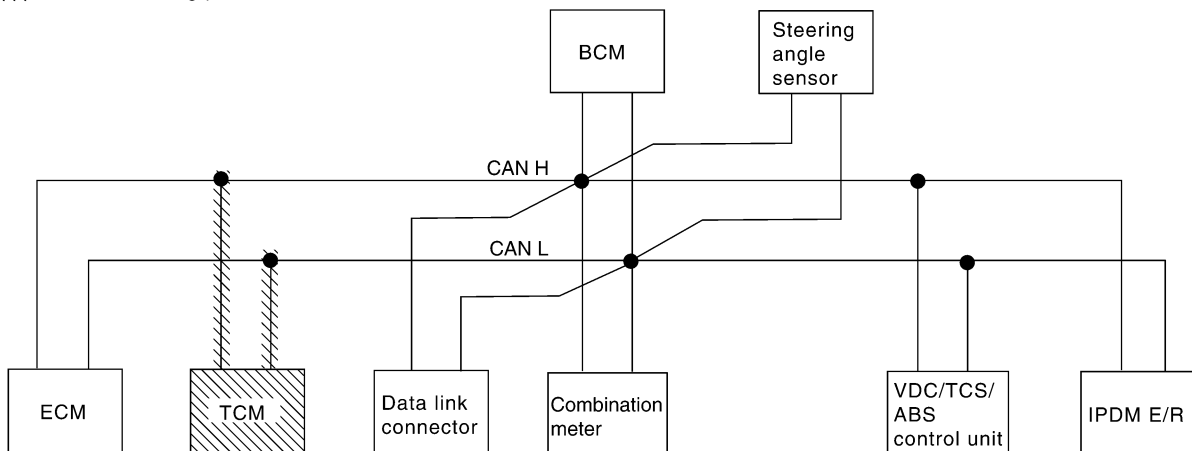 BCM
Steering
angle
sensor
CAN H
CAN L
ECM
TCM
Data link
connector
Combination
meter
VDC/TCS/
ABS
control unit
IPDM E/R